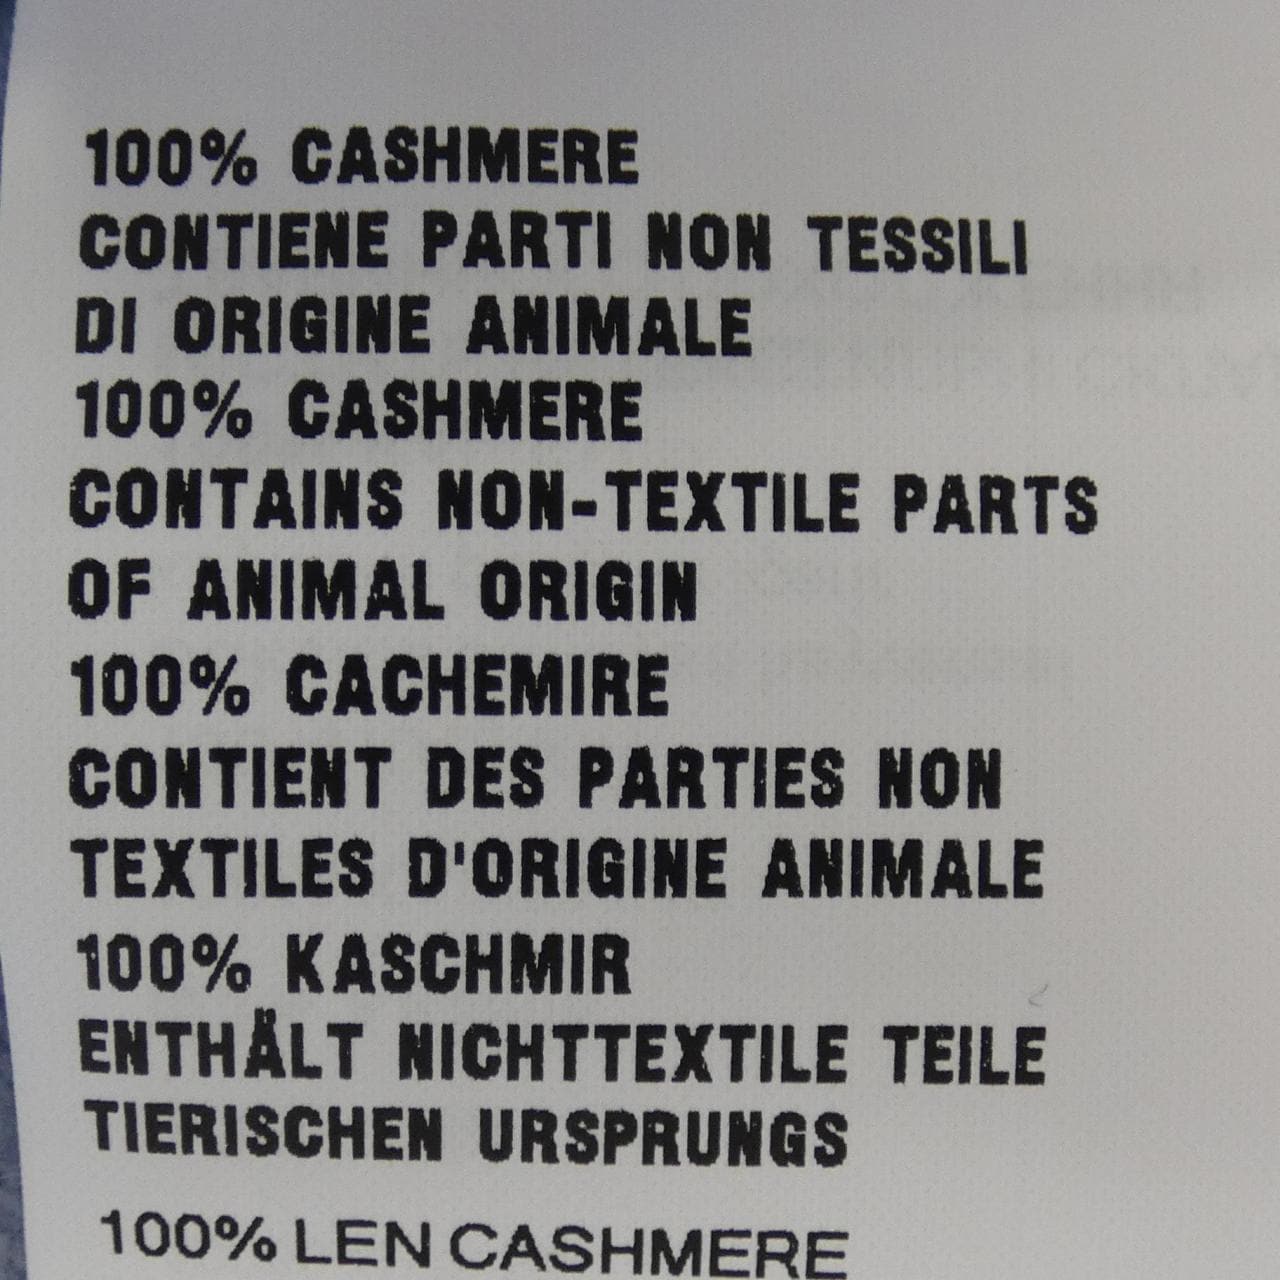 100% CASHMERE
CONTIENE PARTI NON TESSILI
DI ORIGINE ANIMALE
100% CASHMERE
CONTAINS NON-TEXTILE PARTS
OF ANIMAL ORIGIN
100% CACHEMIRE
CONTIENT DES PARTIES NON
TEXTILES D'ORIGINE ANIMALE
100% KASCHMIR
ENTHÄLT NICHTTEXTILE TEILE
TIERISCHEN URSPRUNGS
100% LEN CASHMERE